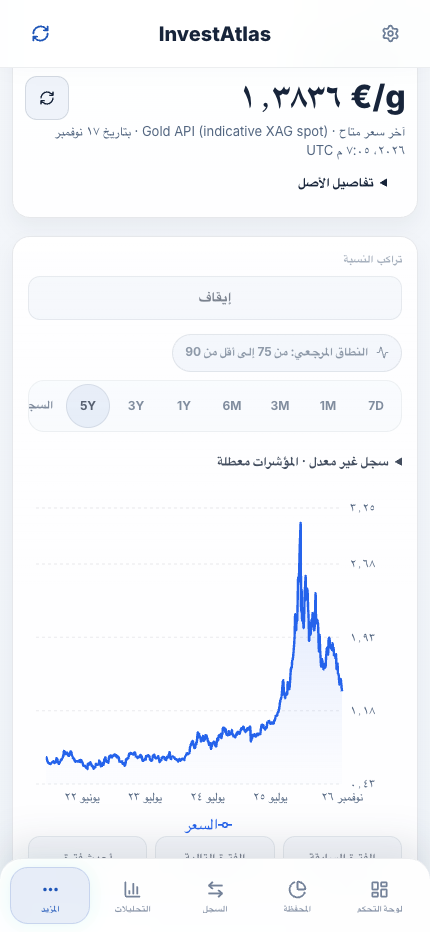 InvestAtlas
١,٣٨٣٦ €/g
آخر سعر متاح · Gold API (indicative XAG spot) · بتاريخ ١٧ نوفمبر
٢٠٢٦، ٧:٠٥ م UTC
تفاصيل الأصل
تراكب النسبة
إيقاف
النطاق المرجعي: من 75 إلى أقل من 90
7D
1M
3M
6M
1Y
3Y
5Y
سجل غير معدل · المؤشرات معطلة
٣,٢٥
٢,٦٨
١,٩٣
١,١٨
٠,٤٣
يونيو ٢٢
يوليو ٢٣
يوليو ٢٤
يوليو ٢٥
نوفمبر ٢٦
السعر
لوحة التحكم
المحفظة
السجل
التحليلات
المزيد